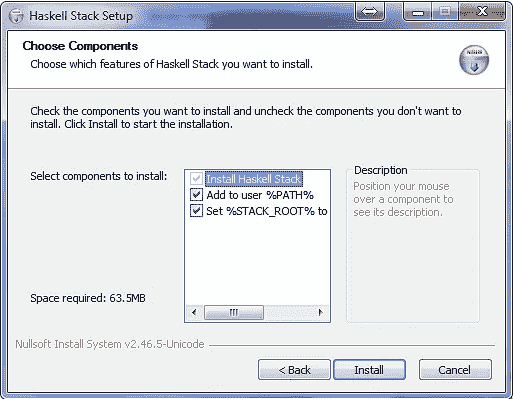 Haskell Stack Setup
Choose Components
Choose which features of Haskell Stack you want to install.
Check the components you want to install and uncheck the components you don't want to
install. Click Install to start the installation.
Select components to install:
Install Haskell Stack
Add to user %PATH%
Set %STACK_ROOT% to
Description
Position your mouse
over a component to
see its description.
Space required: 63.5MB
Nullsoft Install System v2.46.5-Unicode
< Back
Install
Cancel